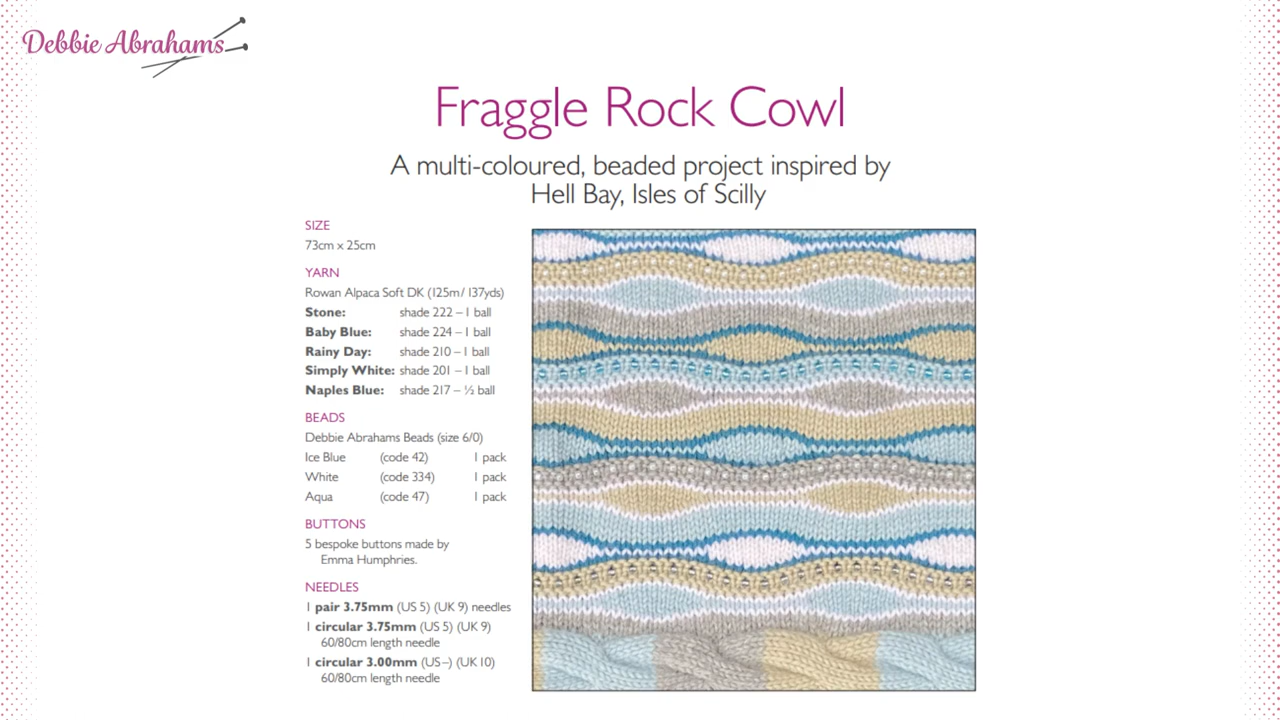 Debbie Abrahams
Fraggle Rock Cowl
A multi-coloured, beaded project inspired by
Hell Bay, Isles of Scilly
SIZE
73cm x 25cm
YARN
Rowan Alpaca Soft DK (125m/ 137yds)
Stone: shade 222 – 1 ball
Baby Blue: shade 224 – 1 ball
Rainy Day: shade 210 – 1 ball
Simply White: shade 201 – 1 ball
Naples Blue: shade 217 – ½ ball
BEADS
Debbie Abrahams Beads (size 6/0)
Ice Blue (code 42) 1 pack
White (code 334) 1 pack
Aqua (code 47) 1 pack
BUTTONS
5 bespoke buttons made by
Emma Humphries.
NEEDLES
1 pair 3.75mm (US 5) (UK 9) needles
1 circular 3.75mm (US 5) (UK 9)
60/80cm length needle
1 circular 3.00mm (US–) (UK 10)
60/80cm length needle